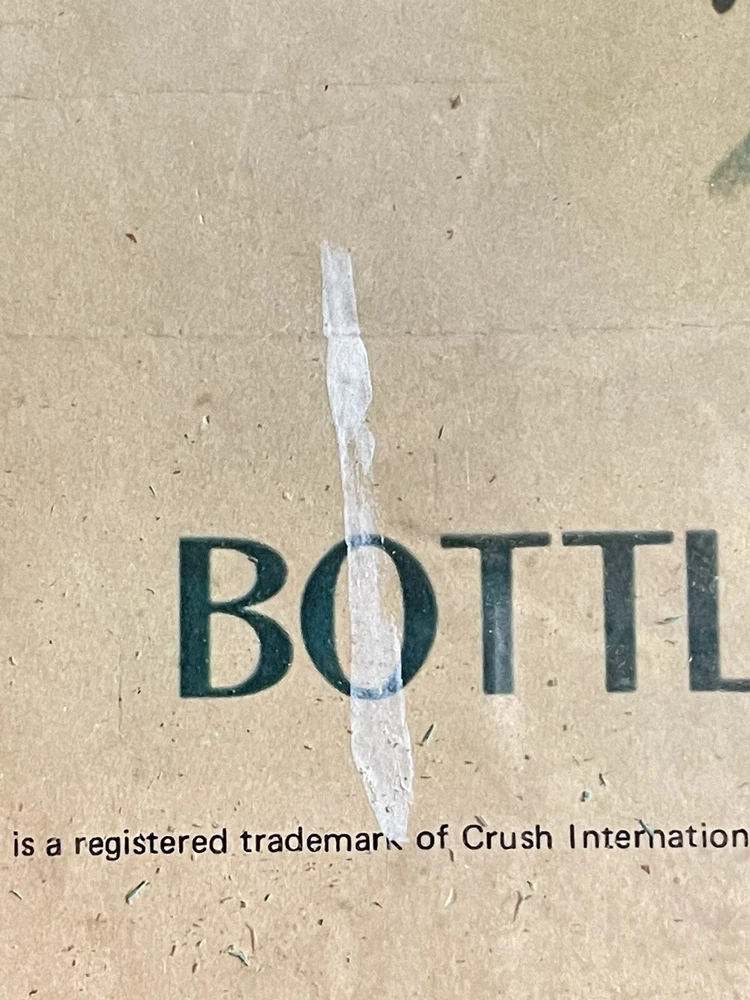 BOTTL
is a registered trademark of Crush Internation